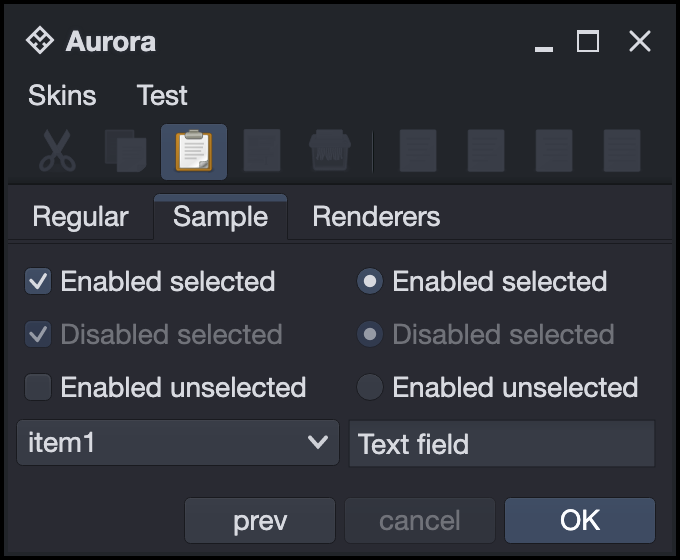 Aurora
Skins Test
Regular Sample Renderers
Enabled selected Enabled selected
Disabled selected Disabled selected
Enabled unselected Enabled unselected
item1 Text field
prev cancel OK